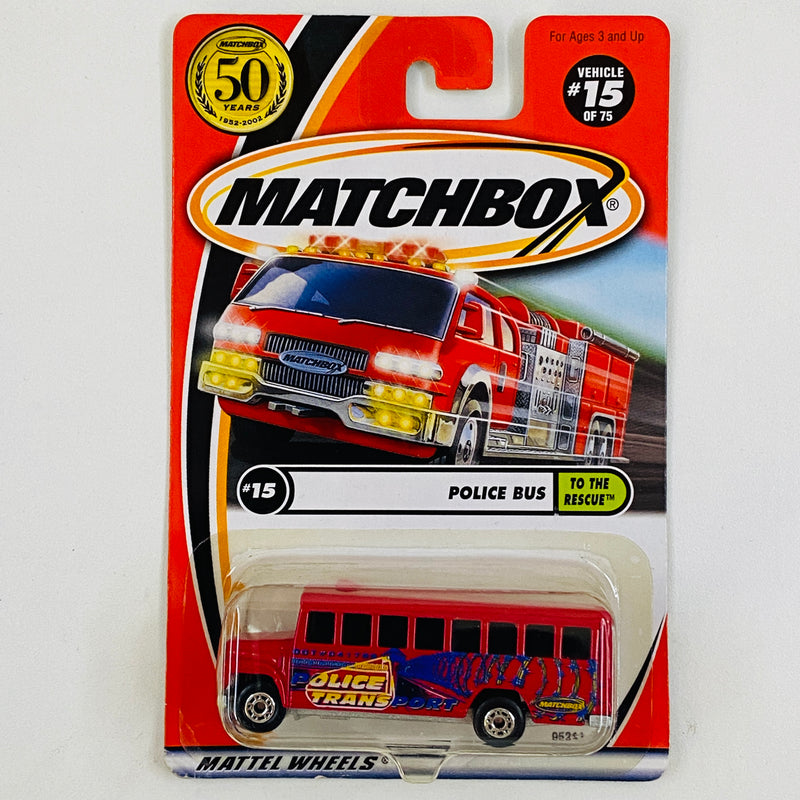 MATCHBOX
50
YEARS
1952-2002
For Ages 3 and Up
VEHICLE
#15
OF 75
MATCHBOX®
MATCHBOX
#15
POLICE BUS
TO THE
RESCUE™
POLICE
TRANSPORT
MATCHBOX
MATTEL WHEELS®